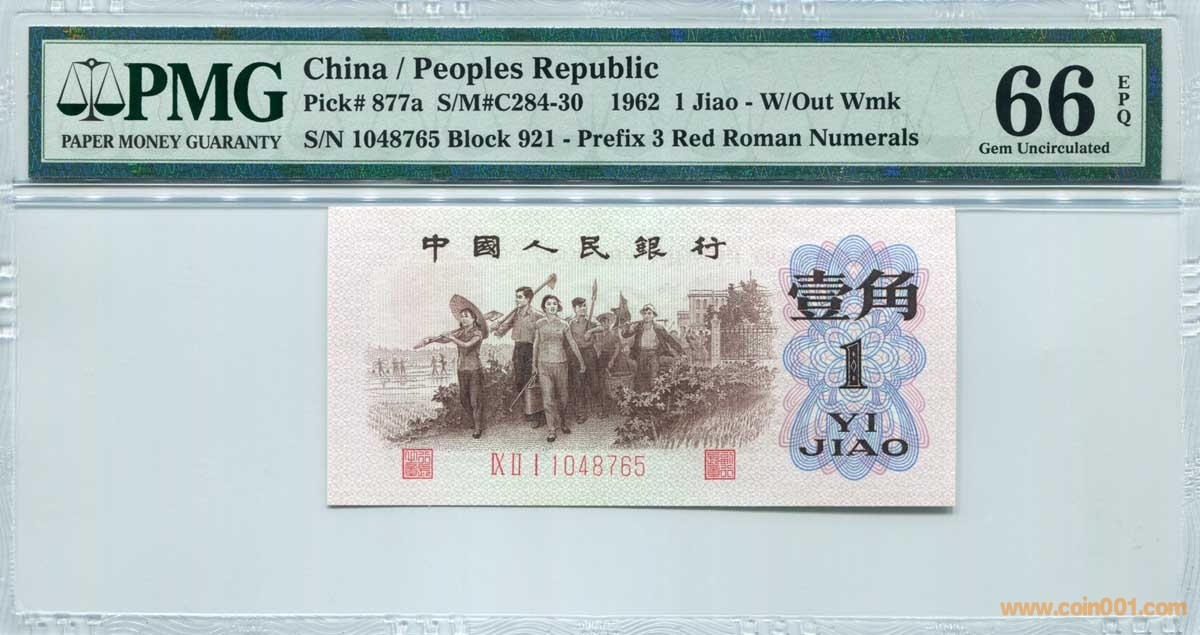 PMG
PAPER MONEY GUARANTY
China / Peoples Republic
Pick# 877a S/M#C284-30 1962 1 Jiao - W/Out Wmk
S/N 1048765 Block 921 - Prefix 3 Red Roman Numerals
66
EPQ
Gem Uncirculated
中國人民銀行
壹角
1
YI
JIAO
IX II I 1048765
www.coin001.com